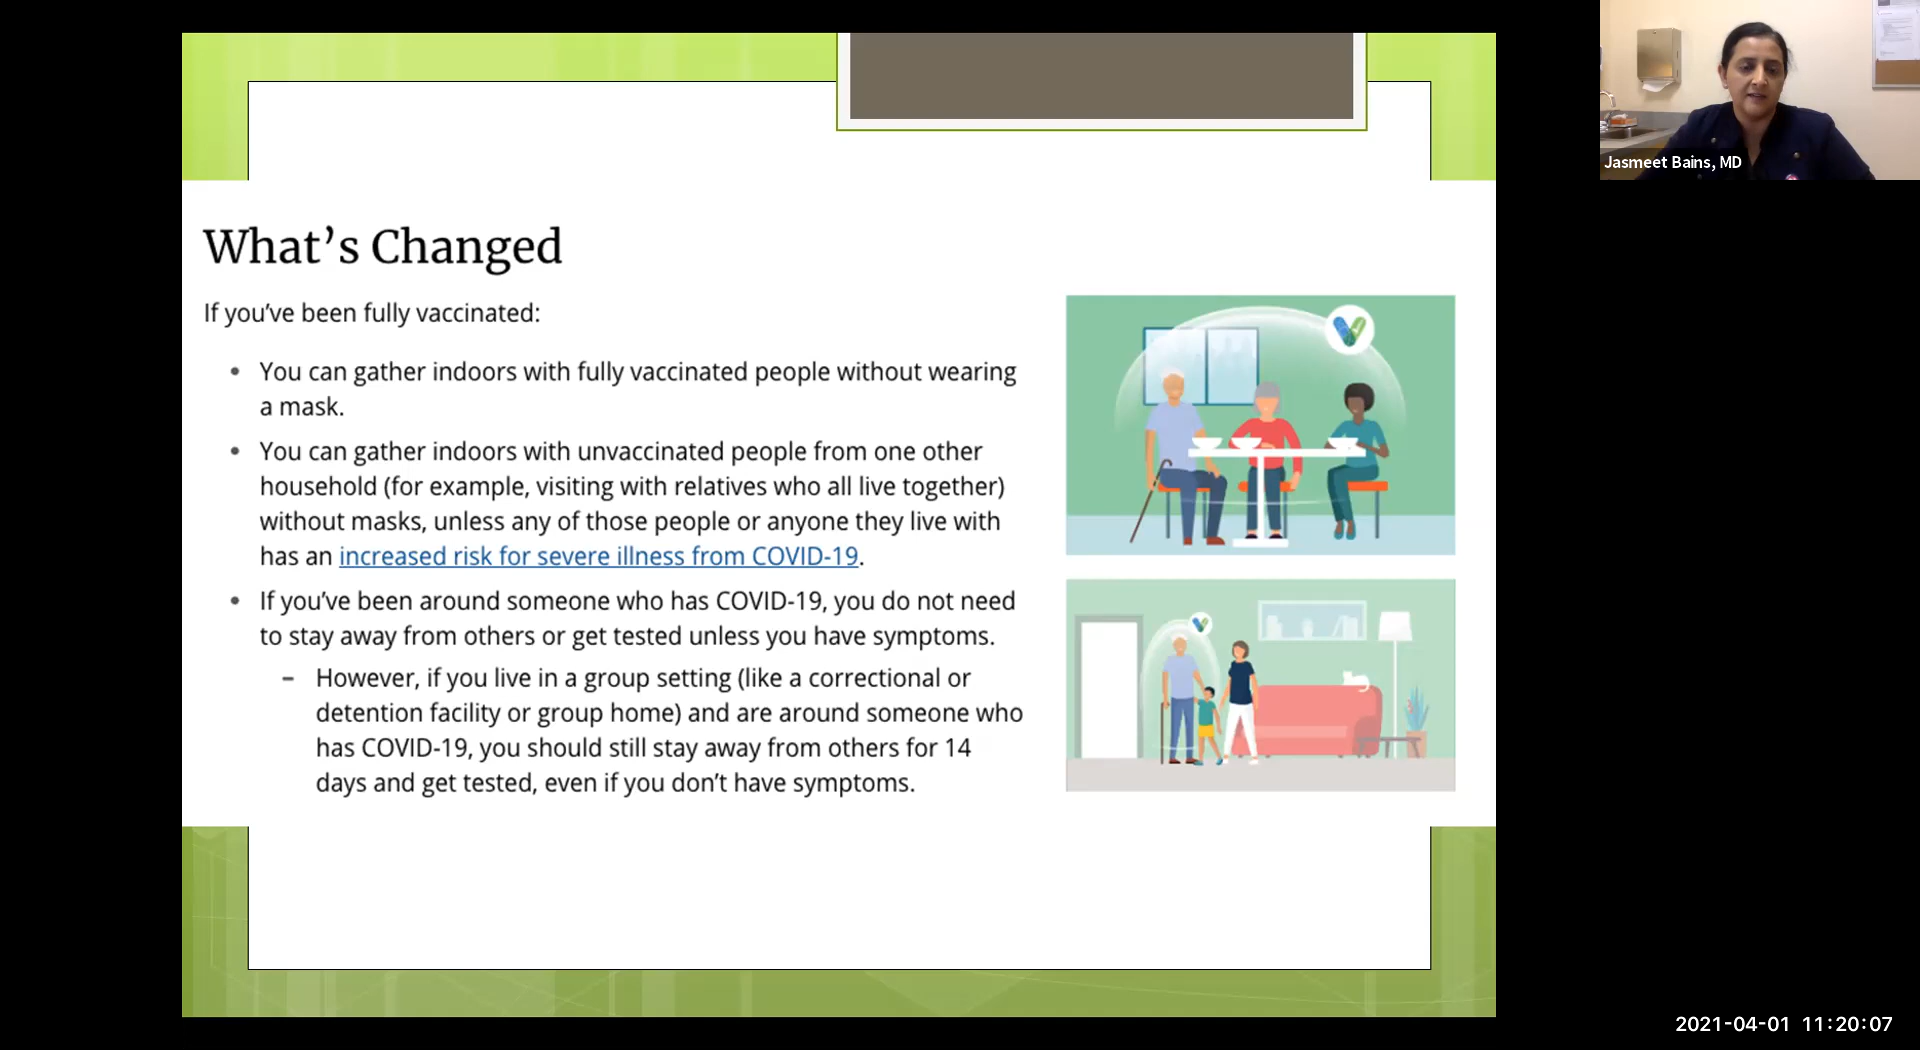 What's Changed
If you've been fully vaccinated:
• You can gather indoors with fully vaccinated people without wearing
a mask.
• You can gather indoors with unvaccinated people from one other
household (for example, visiting with relatives who all live together)
without masks, unless any of those people or anyone they live with
has an increased risk for severe illness from COVID-19.
• If you've been around someone who has COVID-19, you do not need
to stay away from others or get tested unless you have symptoms.
– However, if you live in a group setting (like a correctional or
detention facility or group home) and are around someone who
has COVID-19, you should still stay away from others for 14
days and get tested, even if you don't have symptoms.
Jasmeet Bains, MD
2021-04-01 11:20:07